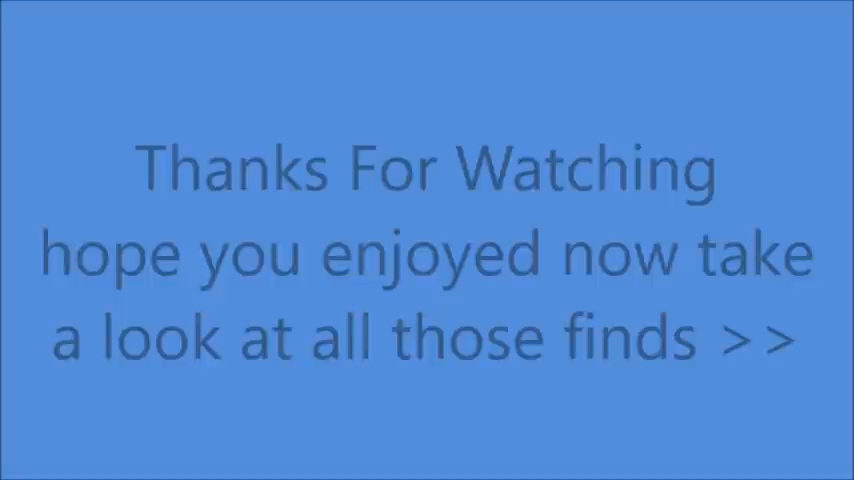 Thanks For Watching
hope you enjoyed now take
a look at all those finds >>